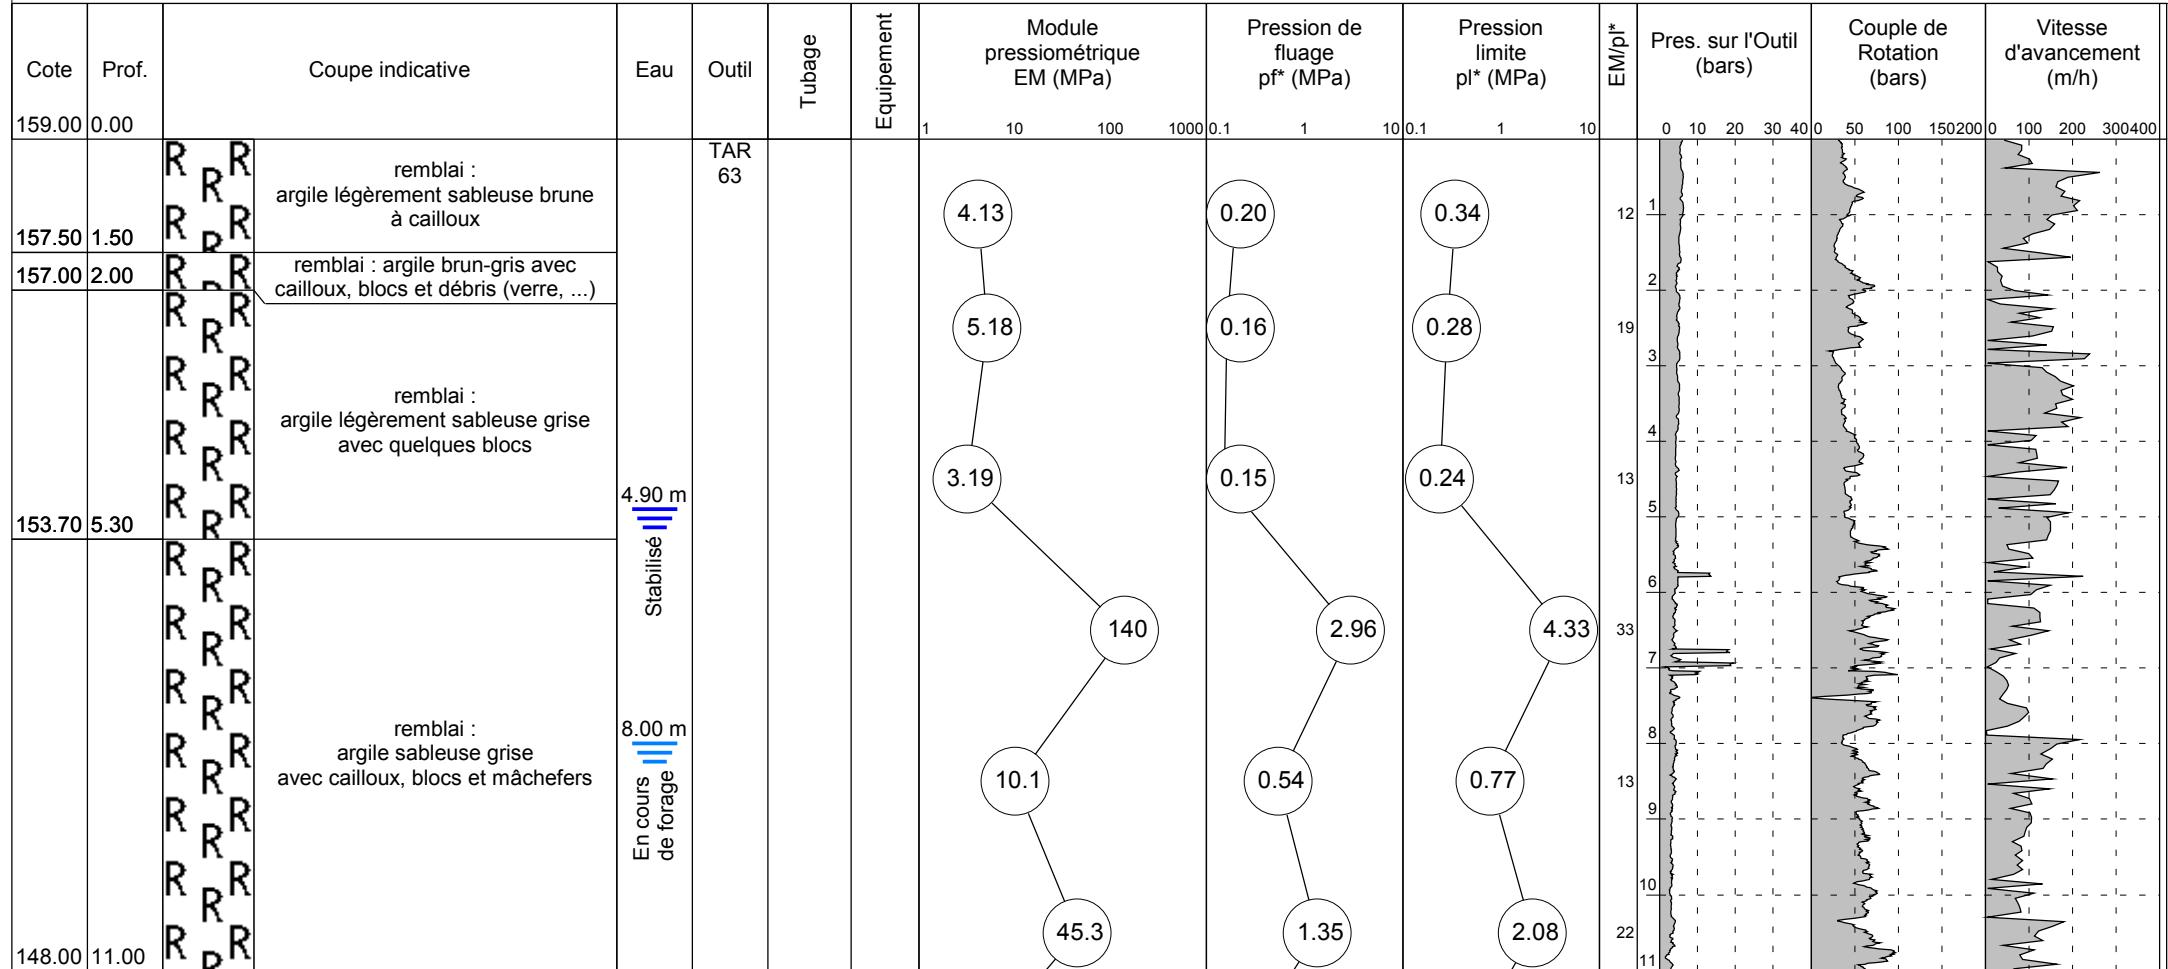 Cote
Prof.
Coupe indicative
Eau
Outil
Tubage
Equipement
Module
pressiométrique
EM (MPa)
Pression de
fluage
pf* (MPa)
Pression
limite
pl* (MPa)
EM/pl*
Pres. sur l'Outil
(bars)
Couple de
Rotation
(bars)
Vitesse
d'avancement
(m/h)
159.00 0.00
1 10 100 1000
0.1 1 10
0.1 1 10
0 10 20 30 40
0 50 100 150 200
0 100 200 300 400
TAR
63
R R
R
R R
R
remblai :
argile légèrement sableuse brune
à cailloux
4.13
0.20
0.34
12
1
157.50 1.50
R R
R
remblai : argile brun-gris avec
cailloux, blocs et débris (verre, ...)
157.00 2.00
2
R R
R
R R
R
R R
R
R R
R
5.18
0.16
0.28
19
3
remblai :
argile légèrement sableuse grise
avec quelques blocs
4
3.19
0.15
0.24
13
4.90 m
Stabilisé
5
153.70 5.30
R R
R
R R
R
R R
R
R R
R
R R
R
R R
R
R R
R
6
140
2.96
4.33
33
7
remblai :
argile sableuse grise
avec cailloux, blocs et mâchefers
8.00 m
En cours
de forage
8
10.1
0.54
0.77
13
9
10
45.3
1.35
2.08
22
148.00 11.00
11